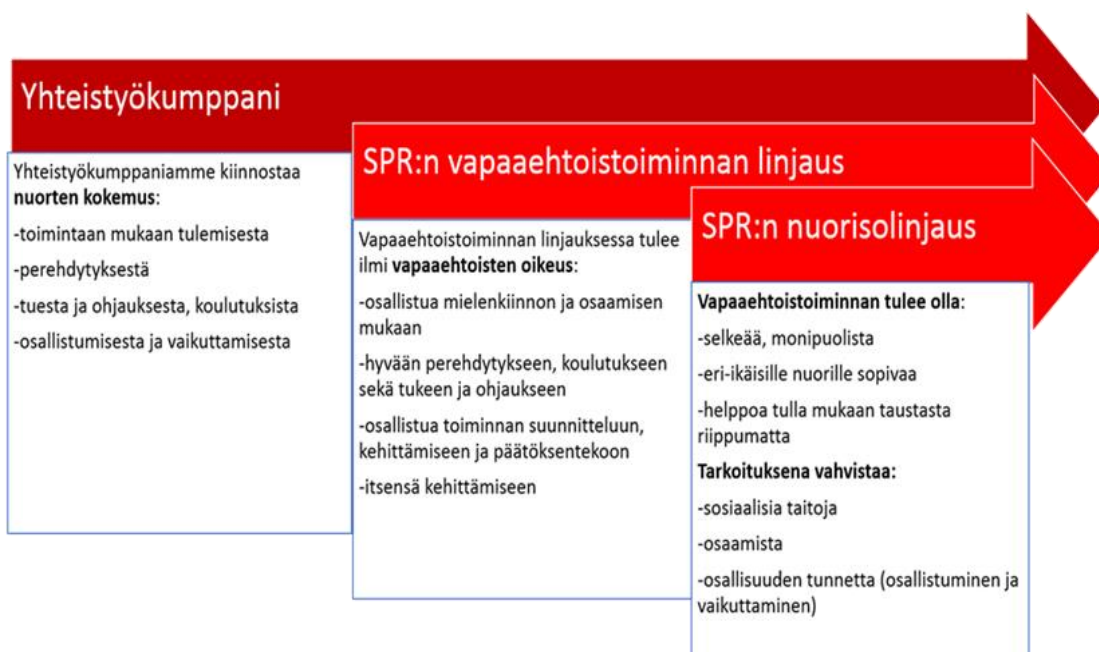 Yhteistyökumppani
Yhteistyökumppaniamme kiinnostaa
nuorten kokemus:
-toimintaan mukaan tulemisesta
-perehdytyksestä
-tuesta ja ohjauksesta, koulutuksista
-osallistumisesta ja vaikuttamisesta
SPR:n vapaaehtoistoiminnan linjaus
Vapaaehtoistoiminnan linjauksessa tulee
ilmi vapaaehtoisten oikeus:
-osallistua mielenkiinnon ja osaamisen
mukaan
-hyvään perehdytykseen, koulutukseen
sekä tukeen ja ohjaukseen
-osallistua toiminnan suunnitteluun,
kehittämiseen ja päätöksentekoon
-itsensä kehittämiseen
SPR:n nuorisolinjaus
Vapaaehtoistoiminnan tulee olla:
-selkeää, monipuolista
-eri-ikäisille nuorille sopivaa
-helppoa tulla mukaan taustasta
riippumatta
Tarkoituksena vahvistaa:
-sosiaalisia taitoja
-osaamista
-osallisuuden tunnetta (osallistuminen ja
vaikuttaminen)